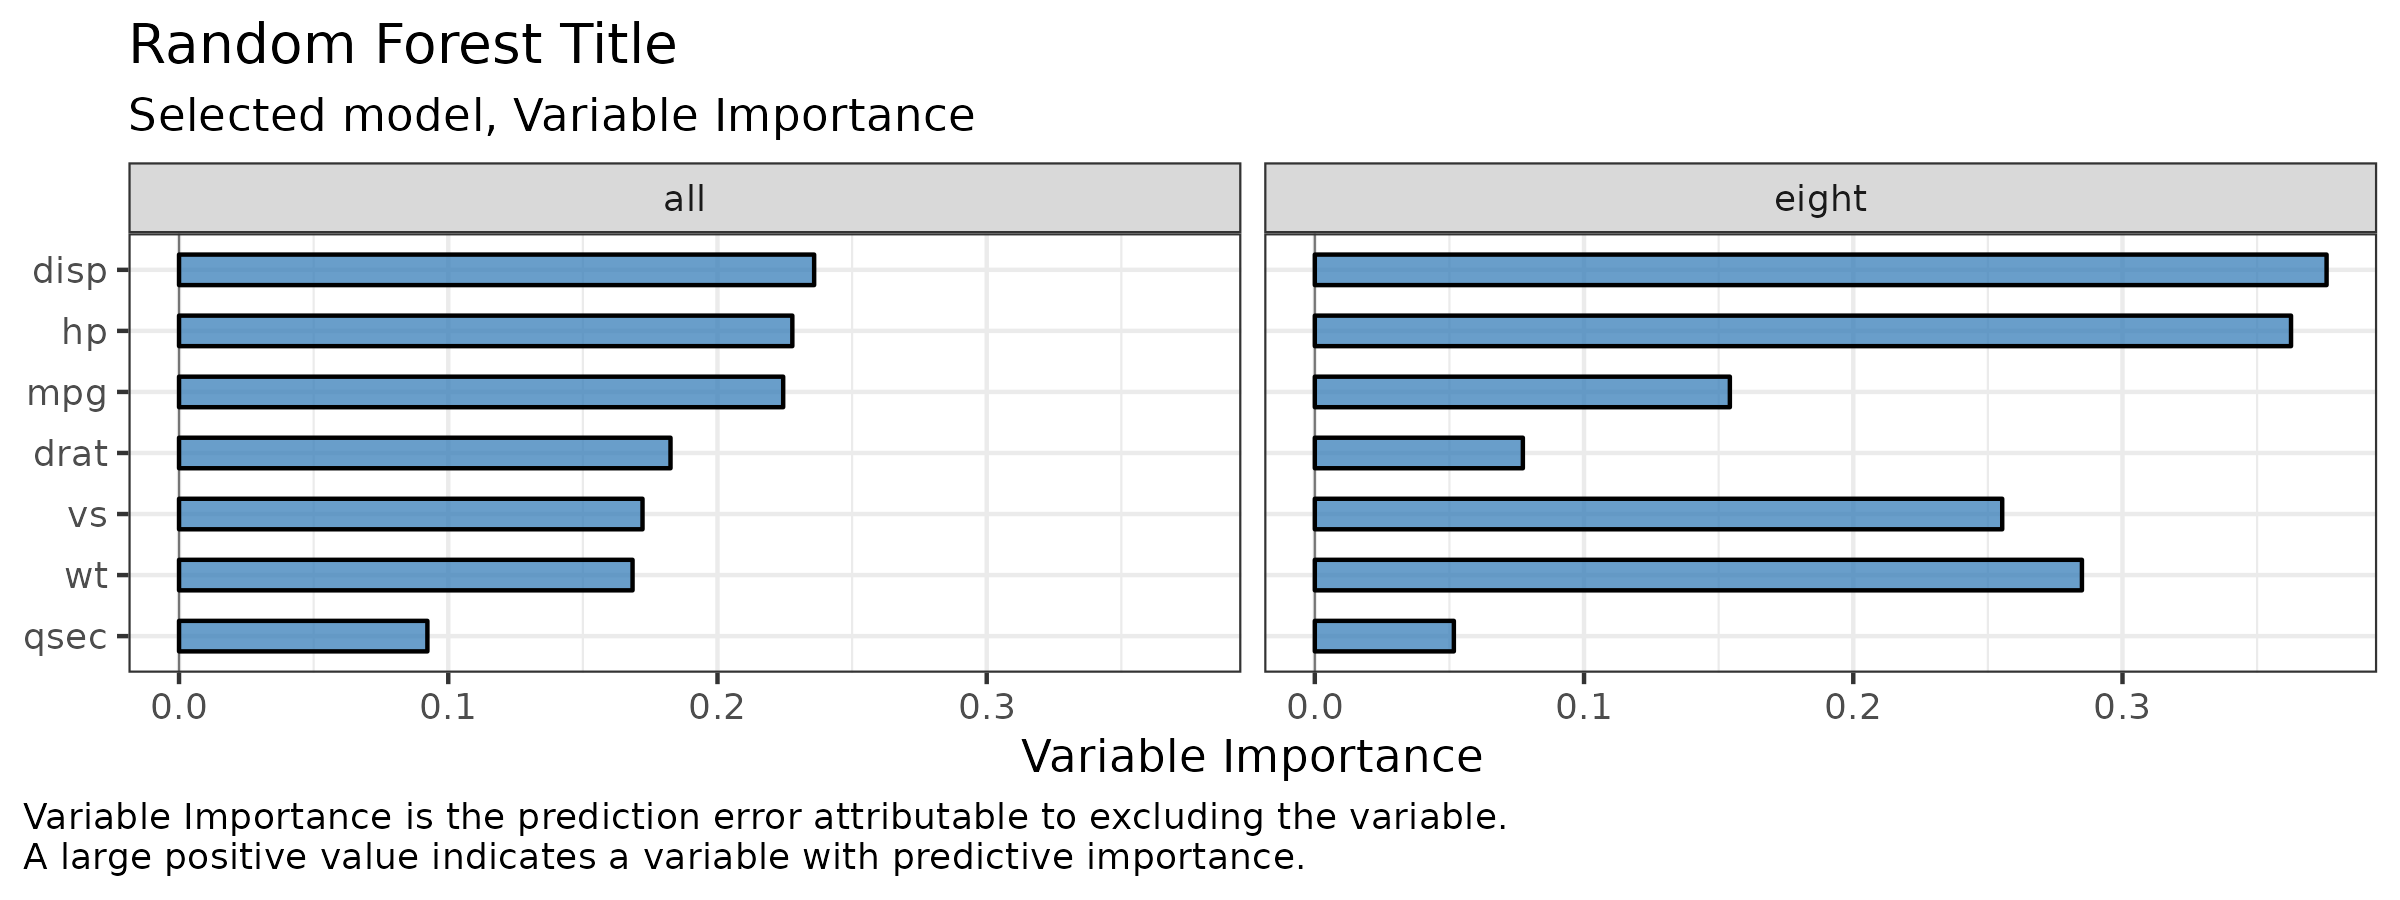 Random Forest Title
Selected model, Variable Importance
all
eight
disp
hp
mpg
drat
vs
wt
qsec
0.0 0.1 0.2 0.3
0.0 0.1 0.2 0.3
Variable Importance
Variable Importance is the prediction error attributable to excluding the variable.
A large positive value indicates a variable with predictive importance.